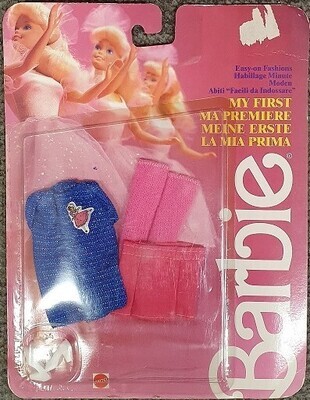 Easy-on Fashions
Habillage Minute
Moden
Abiti "Facili da Indossare"
MY FIRST
MA PREMIERE
MEINE ERSTE
LA MIA PRIMA
Barbie®
MATTEL